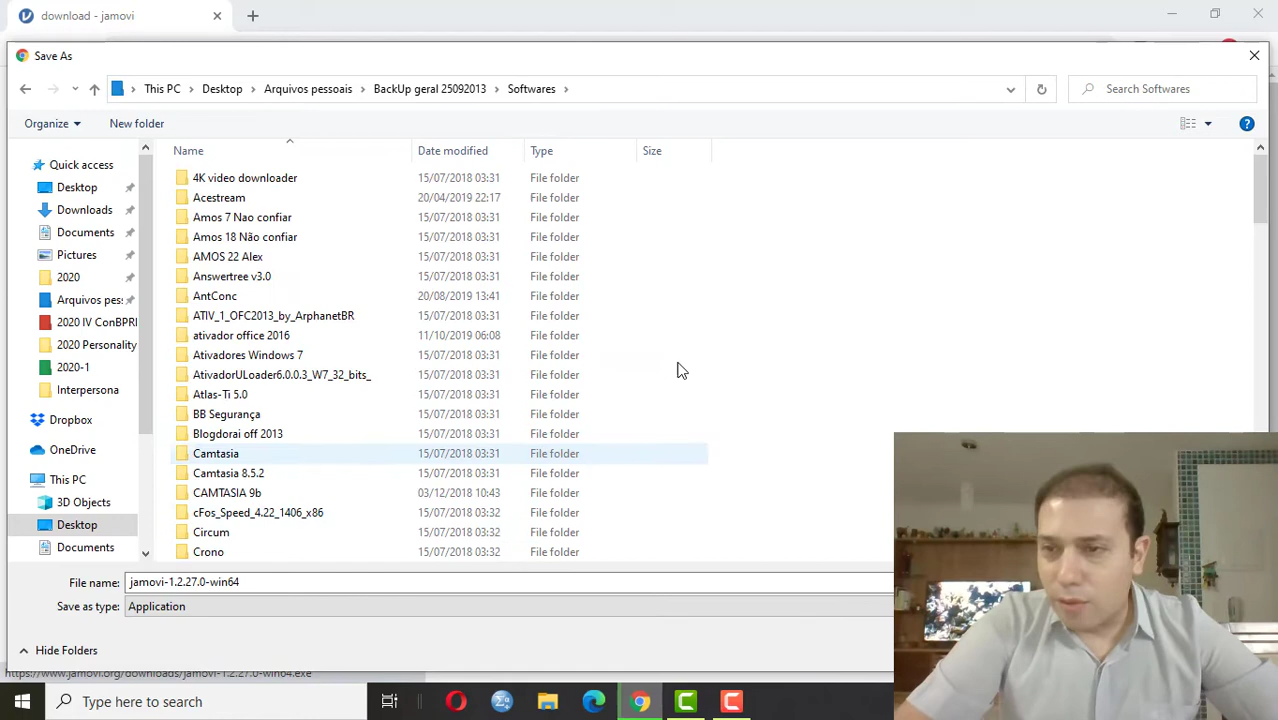 download - jamovi
Save As
This PC
Desktop
Arquivos pessoais
BackUp geral 25092013
Softwares
Search Softwares
Organize
New folder
Name
Date modified
Type
Size
Quick access
Desktop
Downloads
Documents
Pictures
2020
Arquivos pes:
2020 IV ConBPRI
2020 Personality
2020-1
Interpersona
Dropbox
OneDrive
This PC
3D Objects
Desktop
Documents
4K video downloader 15/07/2018 03:31 File folder
Acestream 20/04/2019 22:17 File folder
Amos 7 Nao confiar 15/07/2018 03:31 File folder
Amos 18 Não confiar 15/07/2018 03:31 File folder
AMOS 22 Alex 15/07/2018 03:31 File folder
Answertree v3.0 15/07/2018 03:31 File folder
AntConc 20/08/2019 13:41 File folder
ATIV_1_OFC2013_by_ArphanetBR 15/07/2018 03:31 File folder
ativador office 2016 11/10/2019 06:08 File folder
Ativadores Windows 7 15/07/2018 03:31 File folder
AtivadorULoader6.0.0.3_W7_32_bits_ 15/07/2018 03:31 File folder
Atlas-Ti 5.0 15/07/2018 03:31 File folder
BB Segurança 15/07/2018 03:31 File folder
Blogdorai off 2013 15/07/2018 03:31 File folder
Camtasia 15/07/2018 03:31 File folder
Camtasia 8.5.2 15/07/2018 03:31 File folder
CAMTASIA 9b 03/12/2018 10:43 File folder
cFos_Speed_4.22_1406_x86 15/07/2018 03:32 File folder
Circum 15/07/2018 03:32 File folder
Crono 15/07/2018 03:32 File folder
File name: jamovi-1.2.27.0-win64
Save as type: Application
Hide Folders
https://www.jamovi.org/downloads/jamovi-1.2.27.0-win64.exe
Type here to search